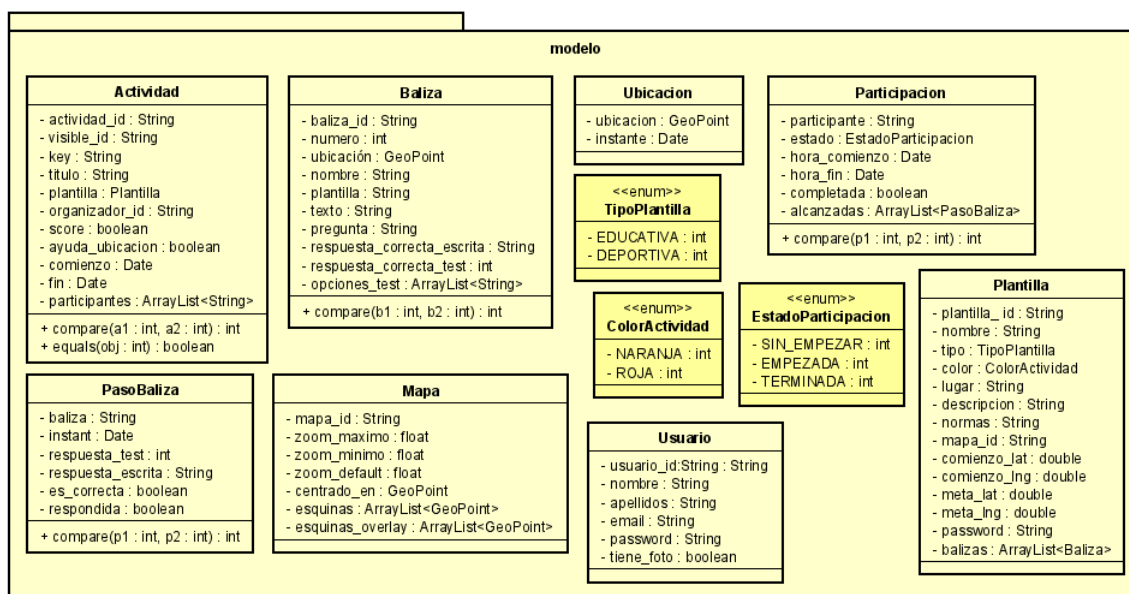 modelo
Actividad
- actividad_id : String
- visible_id : String
- key : String
- título : String
- plantilla : Plantilla
- organizador_id : String
- score : boolean
- ayuda_ubicacion : boolean
- comienzo : Date
- fin : Date
- participantes : ArrayList<String>
+ compare(a1 : int, a2 : int) : int
+ equals(obj : int) : boolean
Baliza
- baliza_id : String
- numero : int
- ubicación : GeoPoint
- nombre : String
- plantilla : String
- texto : String
- pregunta : String
- respuesta_correcta_escrita : String
- respuesta_correcta_test : int
- opciones_test : ArrayList<String>
+ compare(b1 : int, b2 : int) : int
Ubicacion
- ubicacion : GeoPoint
- instante : Date
Participacion
- participante : String
- estado : EstadoParticipacion
- hora_comienzo : Date
- hora_fin : Date
- completada : boolean
- alcanzadas : ArrayList<PasoBaliza>
+ compare(p1 : int, p2 : int) : int
<<enum>>
TipoPlantilla
- EDUCATIVA : int
- DEPORTIVA : int
<<enum>>
ColorActividad
- NARANJA : int
- ROJA : int
<<enum>>
EstadoParticipacion
- SIN_EMPEZAR : int
- EMPEZADA : int
- TERMINADA : int
Plantilla
- plantilla_ id : String
- nombre : String
- tipo : TipoPlantilla
- color : ColorActividad
- lugar : String
- descripcion : String
- normas : String
- mapa_id : String
- comienzo_lat : double
- comienzo_lng : double
- meta_lat : double
- meta_lng : double
- password : String
- balizas : ArrayList<Baliza>
PasoBaliza
- baliza : String
- instant : Date
- respuesta_test : int
- respuesta_escrita : String
- es_correcta : boolean
- respondida : boolean
+ compare(p1 : int, p2 : int) : int
Mapa
- mapa_id : String
- zoom_maximo : float
- zoom_minimo : float
- zoom_default : float
- centrado_en : GeoPoint
- esquinas : ArrayList<GeoPoint>
- esquinas_overlay : ArrayList<GeoPoint>
Usuario
- usuario_id:String : String
- nombre : String
- apellidos : String
- email : String
- password : String
- tiene_foto : boolean